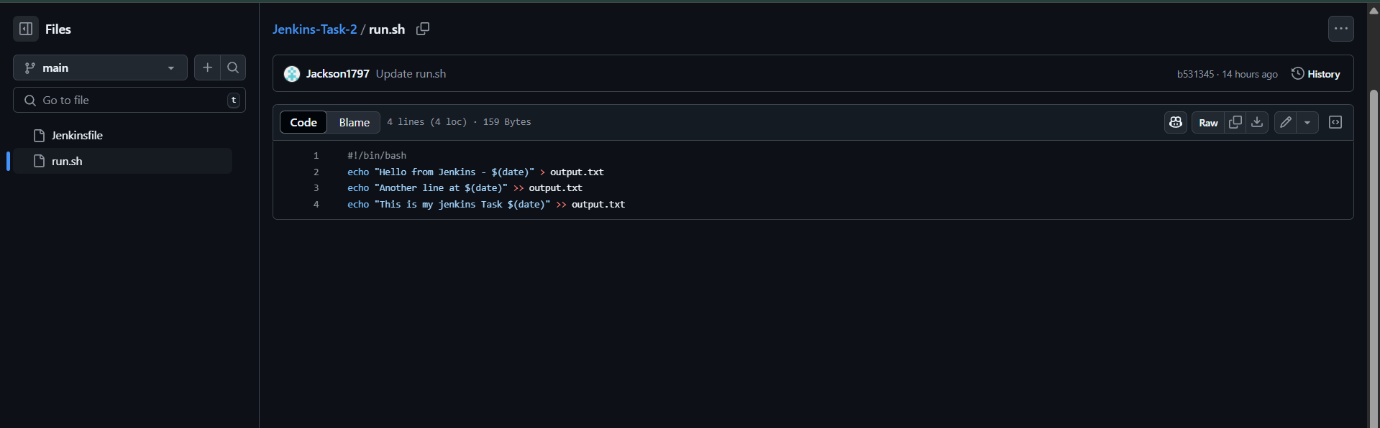 Files
main
Go to file
t
Jenkinsfile
run.sh
Jenkins-Task-2 / run.sh
Jackson1797 Update run.sh
b531345 · 14 hours ago
History
Code
Blame
4 lines (4 loc) · 159 Bytes
Raw
1 #!/bin/bash
2 echo "Hello from Jenkins - $(date)" > output.txt
3 echo "Another line at $(date)" >> output.txt
4 echo "This is my jenkins Task $(date)" >> output.txt